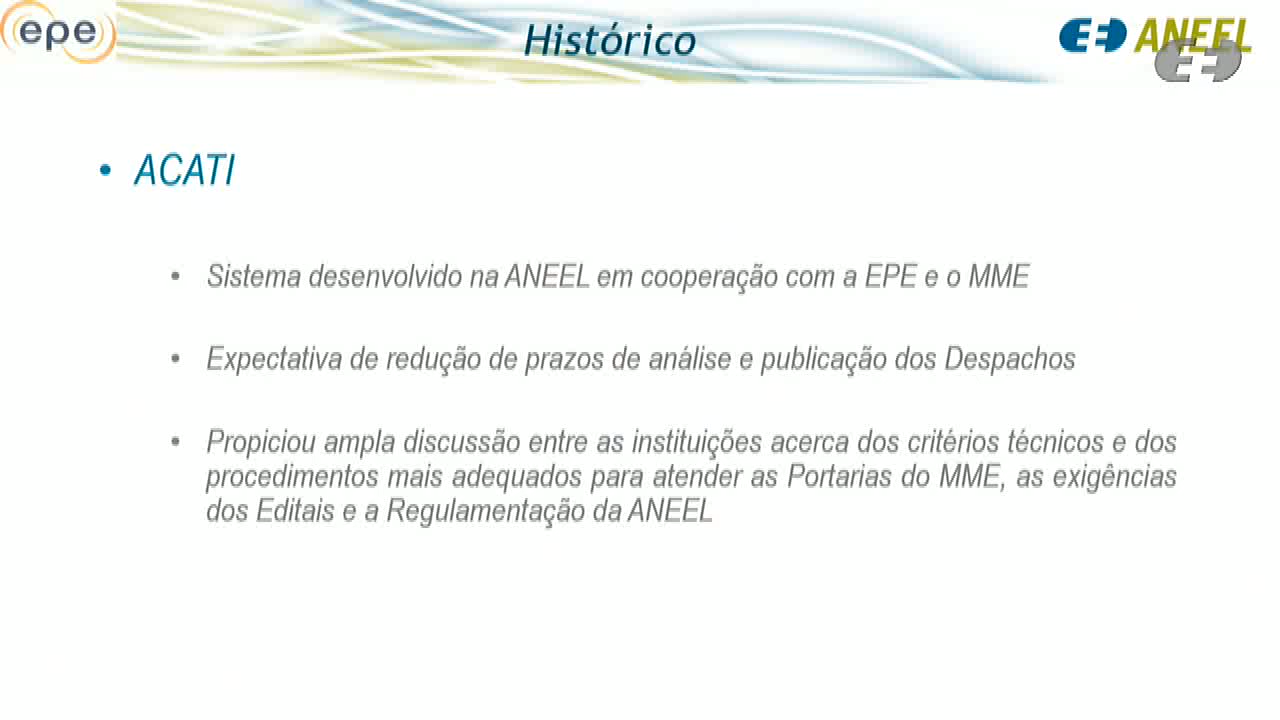 epe
Histórico
ANEEL
• ACATI
• Sistema desenvolvido na ANEEL em cooperação com a EPE e o MME
• Expectativa de redução de prazos de análise e publicação dos Despachos
• Propiciou ampla discussão entre as instituições acerca dos critérios técnicos e dos
procedimentos mais adequados para atender as Portarias do MME, as exigências
dos Editais e a Regulamentação da ANEEL